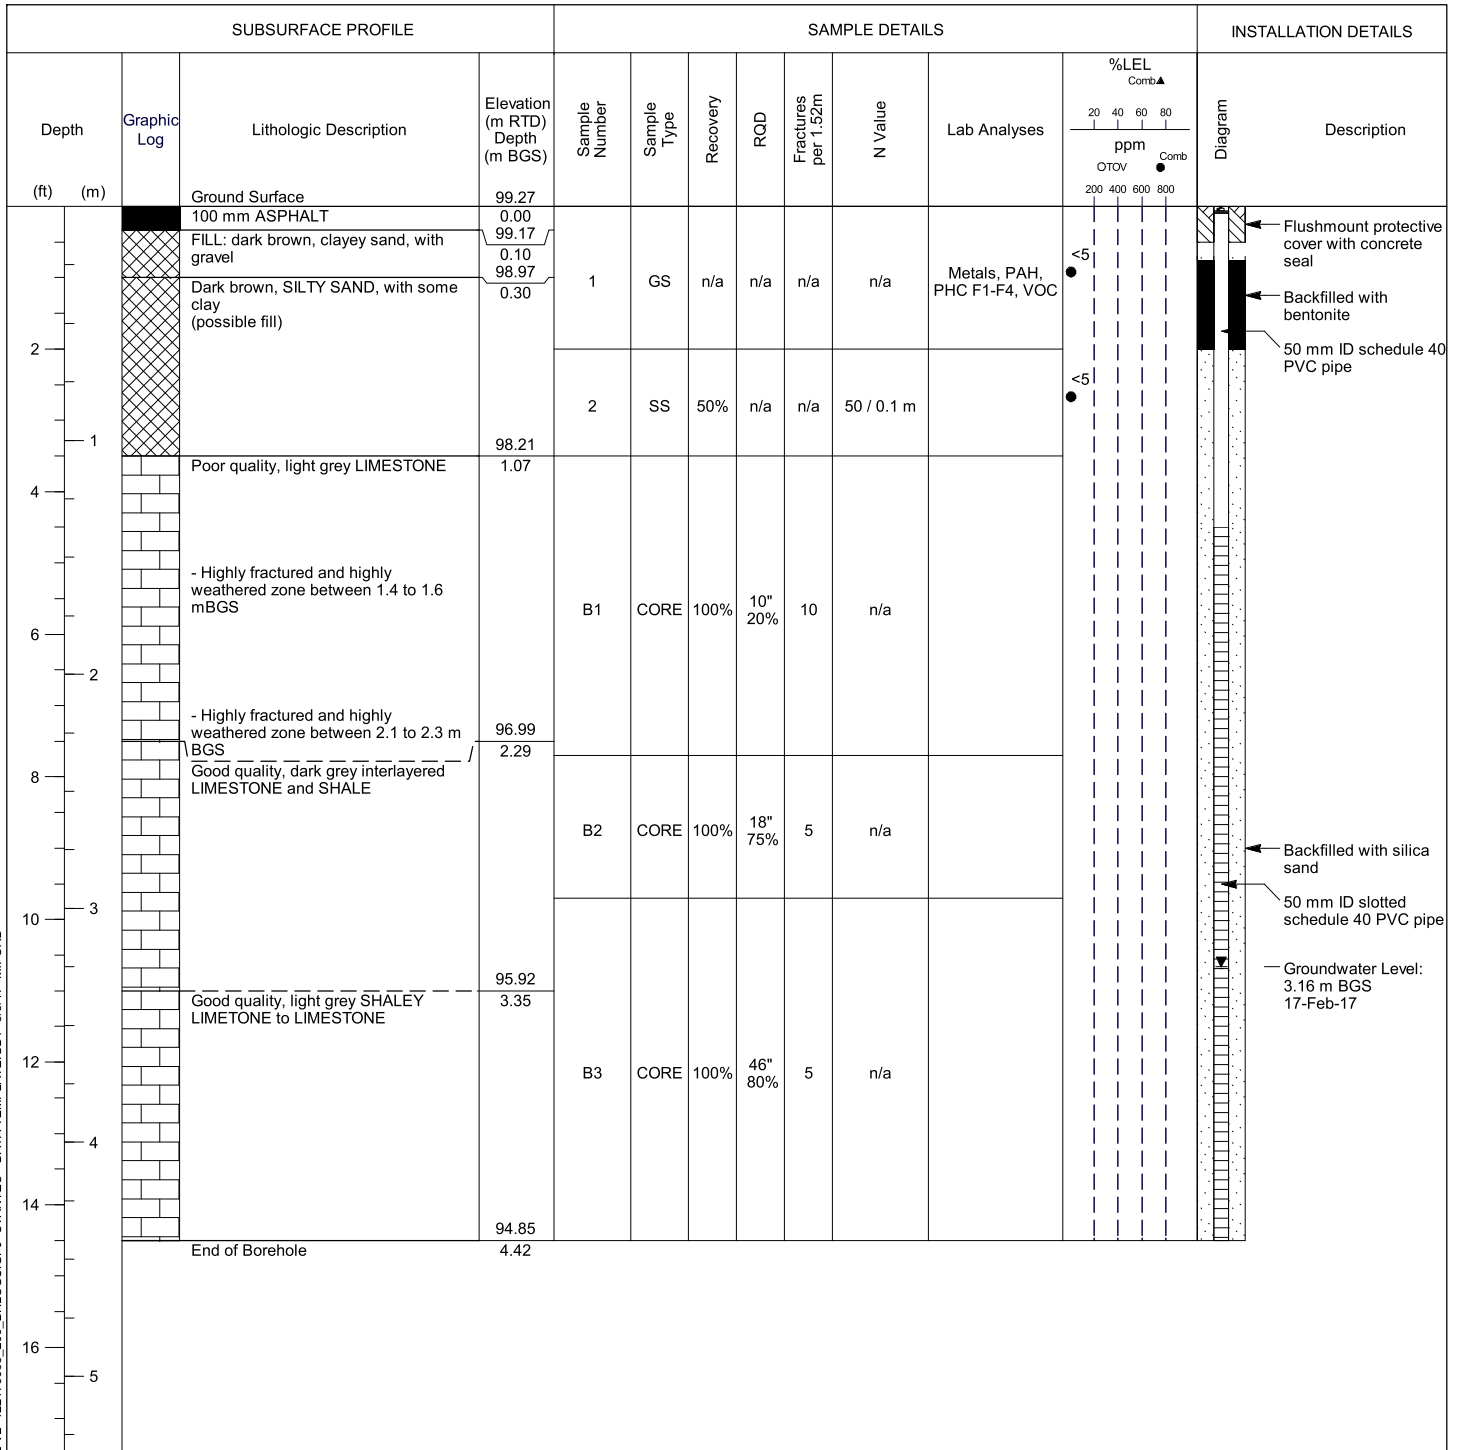 SUBSURFACE PROFILE
SAMPLE DETAILS
INSTALLATION DETAILS
Depth
(ft) (m)
Graphic
Log
Lithologic Description
Elevation
(m RTD)
Depth
(m BGS)
Sample
Number
Sample
Type
Recovery
RQD
Fractures
per 1.52m
N Value
Lab Analyses
%LEL
Comb▲
20 40 60 80
ppm
OTOV
Comb
200 400 600 800
Diagram
Description
Ground Surface
99.27
100 mm ASPHALT
0.00
99.17
FILL: dark brown, clayey sand, with
gravel
0.10
98.97
Dark brown, SILTY SAND, with some
clay
(possible fill)
0.30
98.21
Poor quality, light grey LIMESTONE
1.07
- Highly fractured and highly
weathered zone between 1.4 to 1.6
mBGS
- Highly fractured and highly
weathered zone between 2.1 to 2.3 m
BGS
96.99
2.29
Good quality, dark grey interlayered
LIMESTONE and SHALE
95.92
Good quality, light grey SHALEY
LIMETONE to LIMESTONE
3.35
94.85
End of Borehole
4.42
2
4
6
8
10
12
14
16
1
2
3
4
5
1 GS n/a n/a n/a n/a
Metals, PAH,
PHC F1-F4, VOC
<5
2 SS 50% n/a n/a 50 / 0.1 m
<5
B1 CORE 100% 10" 10 n/a
20%
B2 CORE 100% 18" 5 n/a
75%
B3 CORE 100% 46" 5 n/a
80%
Flushmount protective
cover with concrete
seal
Backfilled with
bentonite
50 mm ID schedule 40
PVC pipe
Backfilled with silica
sand
50 mm ID slotted
schedule 40 PVC pipe
Groundwater Level:
3.16 m BGS
17-Feb-17